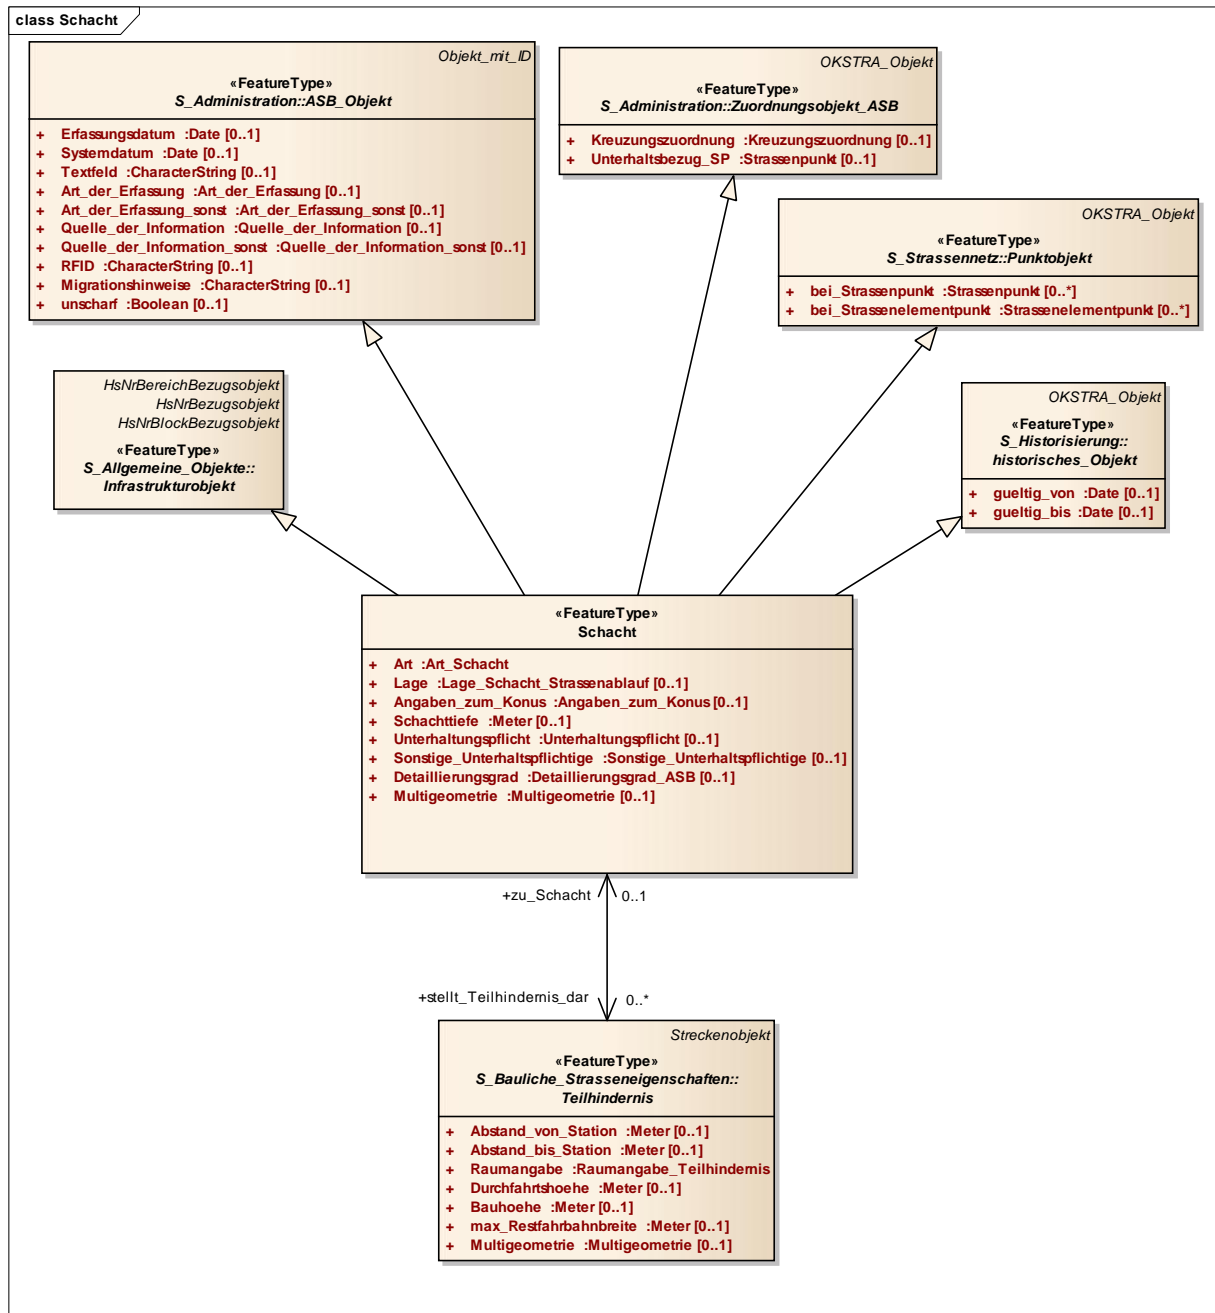 class Schacht
Objekt_mit_ID
«FeatureType»
S_Administration::ASB_Objekt
+ Erfassungsdatum :Date [0..1]
+ Systemdatum :Date [0..1]
+ Textfeld :CharacterString [0..1]
+ Art_der_Erfassung :Art_der_Erfassung [0..1]
+ Art_der_Erfassung_sonst :Art_der_Erfassung_sonst [0..1]
+ Quelle_der_Information :Quelle_der_Information [0..1]
+ Quelle_der_Information_sonst :Quelle_der_Information_sonst [0..1]
+ RFID :CharacterString [0..1]
+ Migrationshinweise :CharacterString [0..1]
+ unscharf :Boolean [0..1]
OKSTRA_Objekt
«FeatureType»
S_Administration::Zuordnungsobjekt_ASB
+ Kreuzungszuordnung :Kreuzungszuordnung [0..1]
+ Unterhaltsbezug_SP :Strassenpunkt [0..1]
OKSTRA_Objekt
«FeatureType»
S_Strassennetz::Punktobjekt
+ bei_Strassenpunkt :Strassenpunkt [0..*]
+ bei_Strassenelementpunkt :Strassenelementpunkt [0..*]
HsNrBereichBezugsobjekt
HsNrBezugsobjekt
HsNrBlockBezugsobjekt
«FeatureType»
S_Allgemeine_Objekte::
Infrastrukturobjekt
OKSTRA_Objekt
«FeatureType»
S_Historisierung::
historisches_Objekt
+ gueltig_von :Date [0..1]
+ gueltig_bis :Date [0..1]
«FeatureType»
Schacht
+ Art :Art_Schacht
+ Lage :Lage_Schacht_Strassenablauf [0..1]
+ Angaben_zum_Konus :Angaben_zum_Konus [0..1]
+ Schachttiefe :Meter [0..1]
+ Unterhaltungspflicht :Unterhaltungspflicht [0..1]
+ Sonstige_Unterhaltspflichtige :Sonstige_Unterhaltspflichtige [0..1]
+ Detaillierungsgrad :Detaillierungsgrad_ASB [0..1]
+ Multigeometrie :Multigeometrie [0..1]
+zu_Schacht 0..1
+stellt_Teilhindernis_dar 0..*
Streckenobjekt
«FeatureType»
S_Bauliche_Strasseneigenschaften::
Teilhindernis
+ Abstand_von_Station :Meter [0..1]
+ Abstand_bis_Station :Meter [0..1]
+ Raumangabe :Raumangabe_Teilhindernis
+ Durchfahrtshoehe :Meter [0..1]
+ Bauhoehe :Meter [0..1]
+ max_Restfahrbahnbreite :Meter [0..1]
+ Multigeometrie :Multigeometrie [0..1]